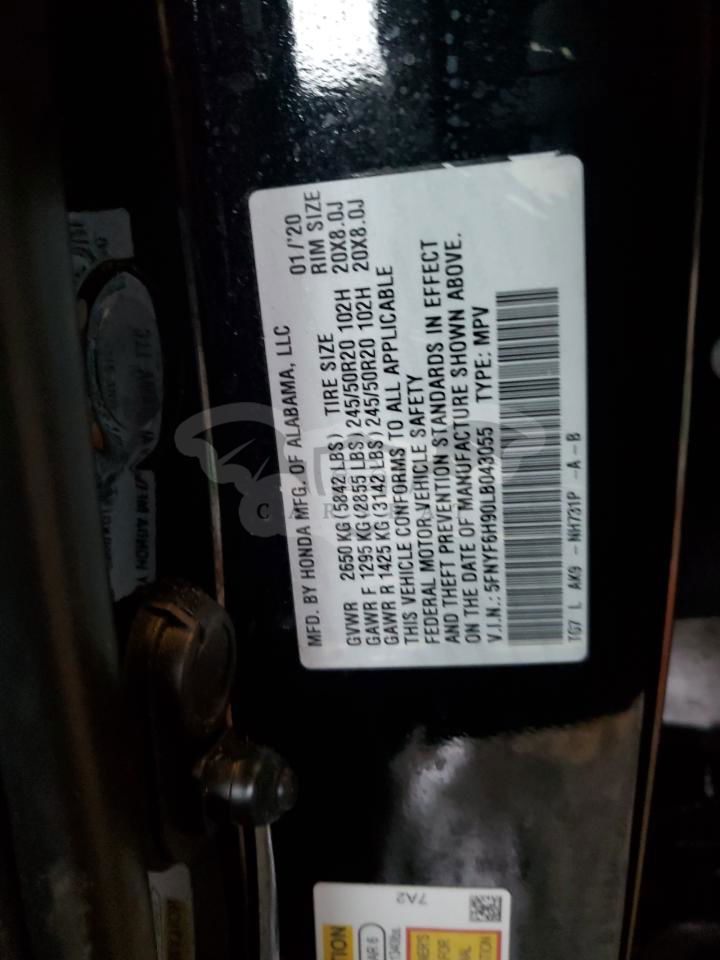 MFD. BY HONDA MFG. OF ALABAMA, LLC 01/'20
GVWR 2650 KG (5842 LBS) TIRE SIZE RIM SIZE
GAWR F 1295 KG (2855 LBS) 245/50R20 102H 20X8.0J
GAWR R 1425 KG (3142 LBS) 245/50R20 102H 20X8.0J
THIS VEHICLE CONFORMS TO ALL APPLICABLE
FEDERAL MOTOR VEHICLE SAFETY
AND THEFT PREVENTION STANDARDS IN EFFECT
ON THE DATE OF MANUFACTURE SHOWN ABOVE.
V.I.N.: 5FNYF6H90LB043055 TYPE: MPV
TG7 L AK9 - NH731P -A-B
7A2